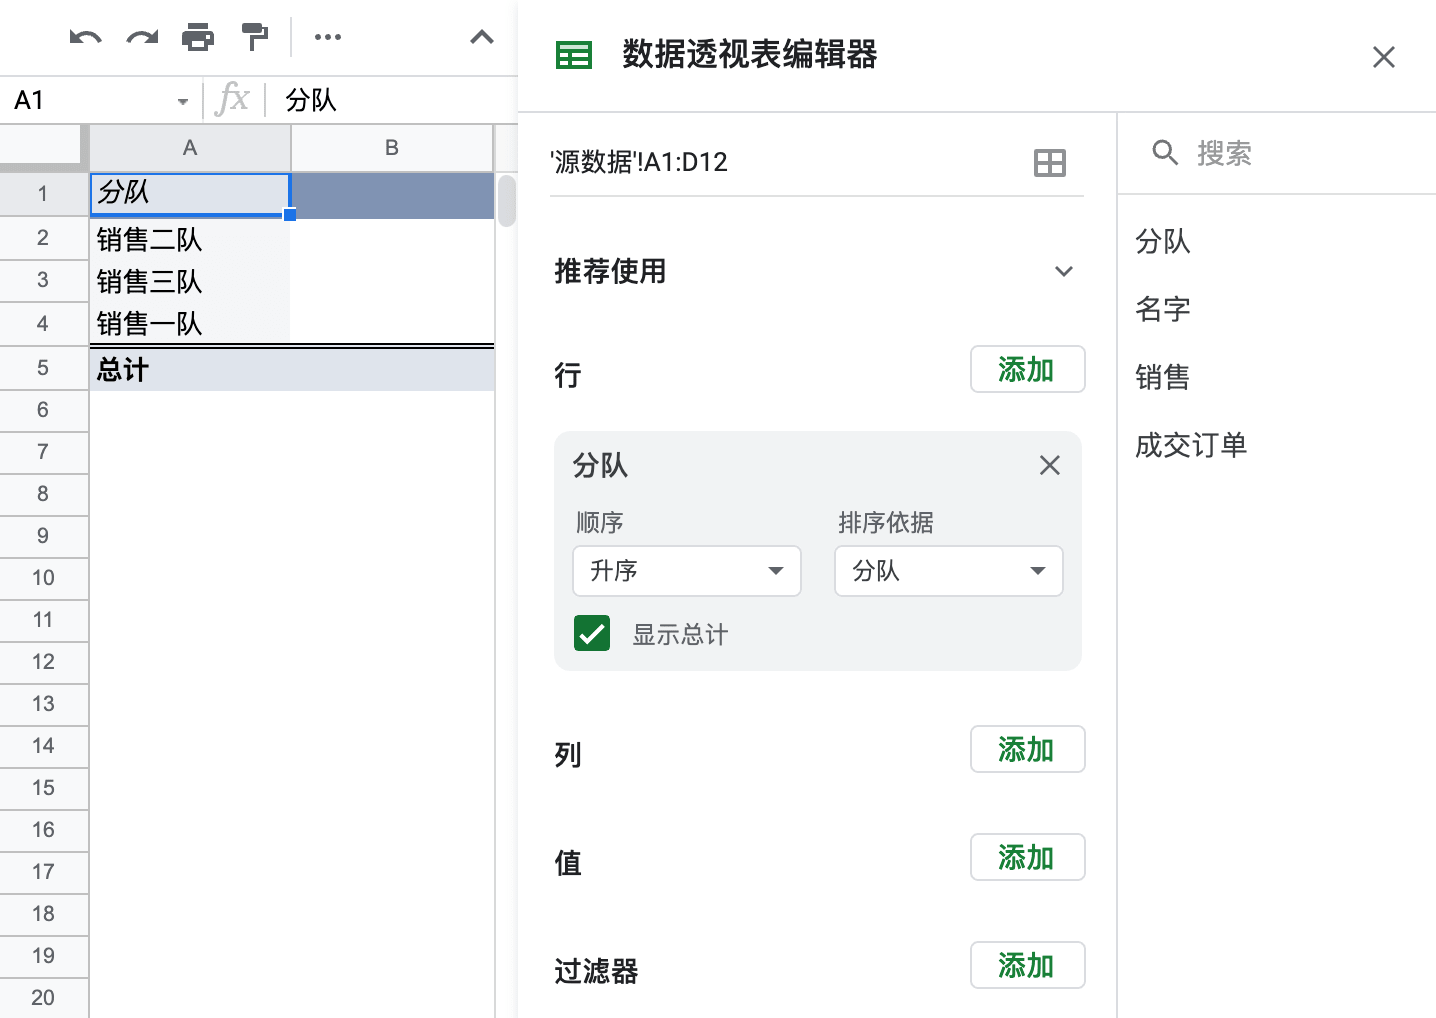 数据透视表编辑器
A1
fx
分队
A
B
1
分队
2
销售二队
3
销售三队
4
销售一队
5
总计
6
7
8
9
10
11
12
13
14
15
16
17
18
19
20
'源数据'!A1:D12
推荐使用
行
添加
分队
顺序
排序依据
升序
分队
显示总计
列
添加
值
添加
过滤器
添加
搜索
分队
名字
销售
成交订单